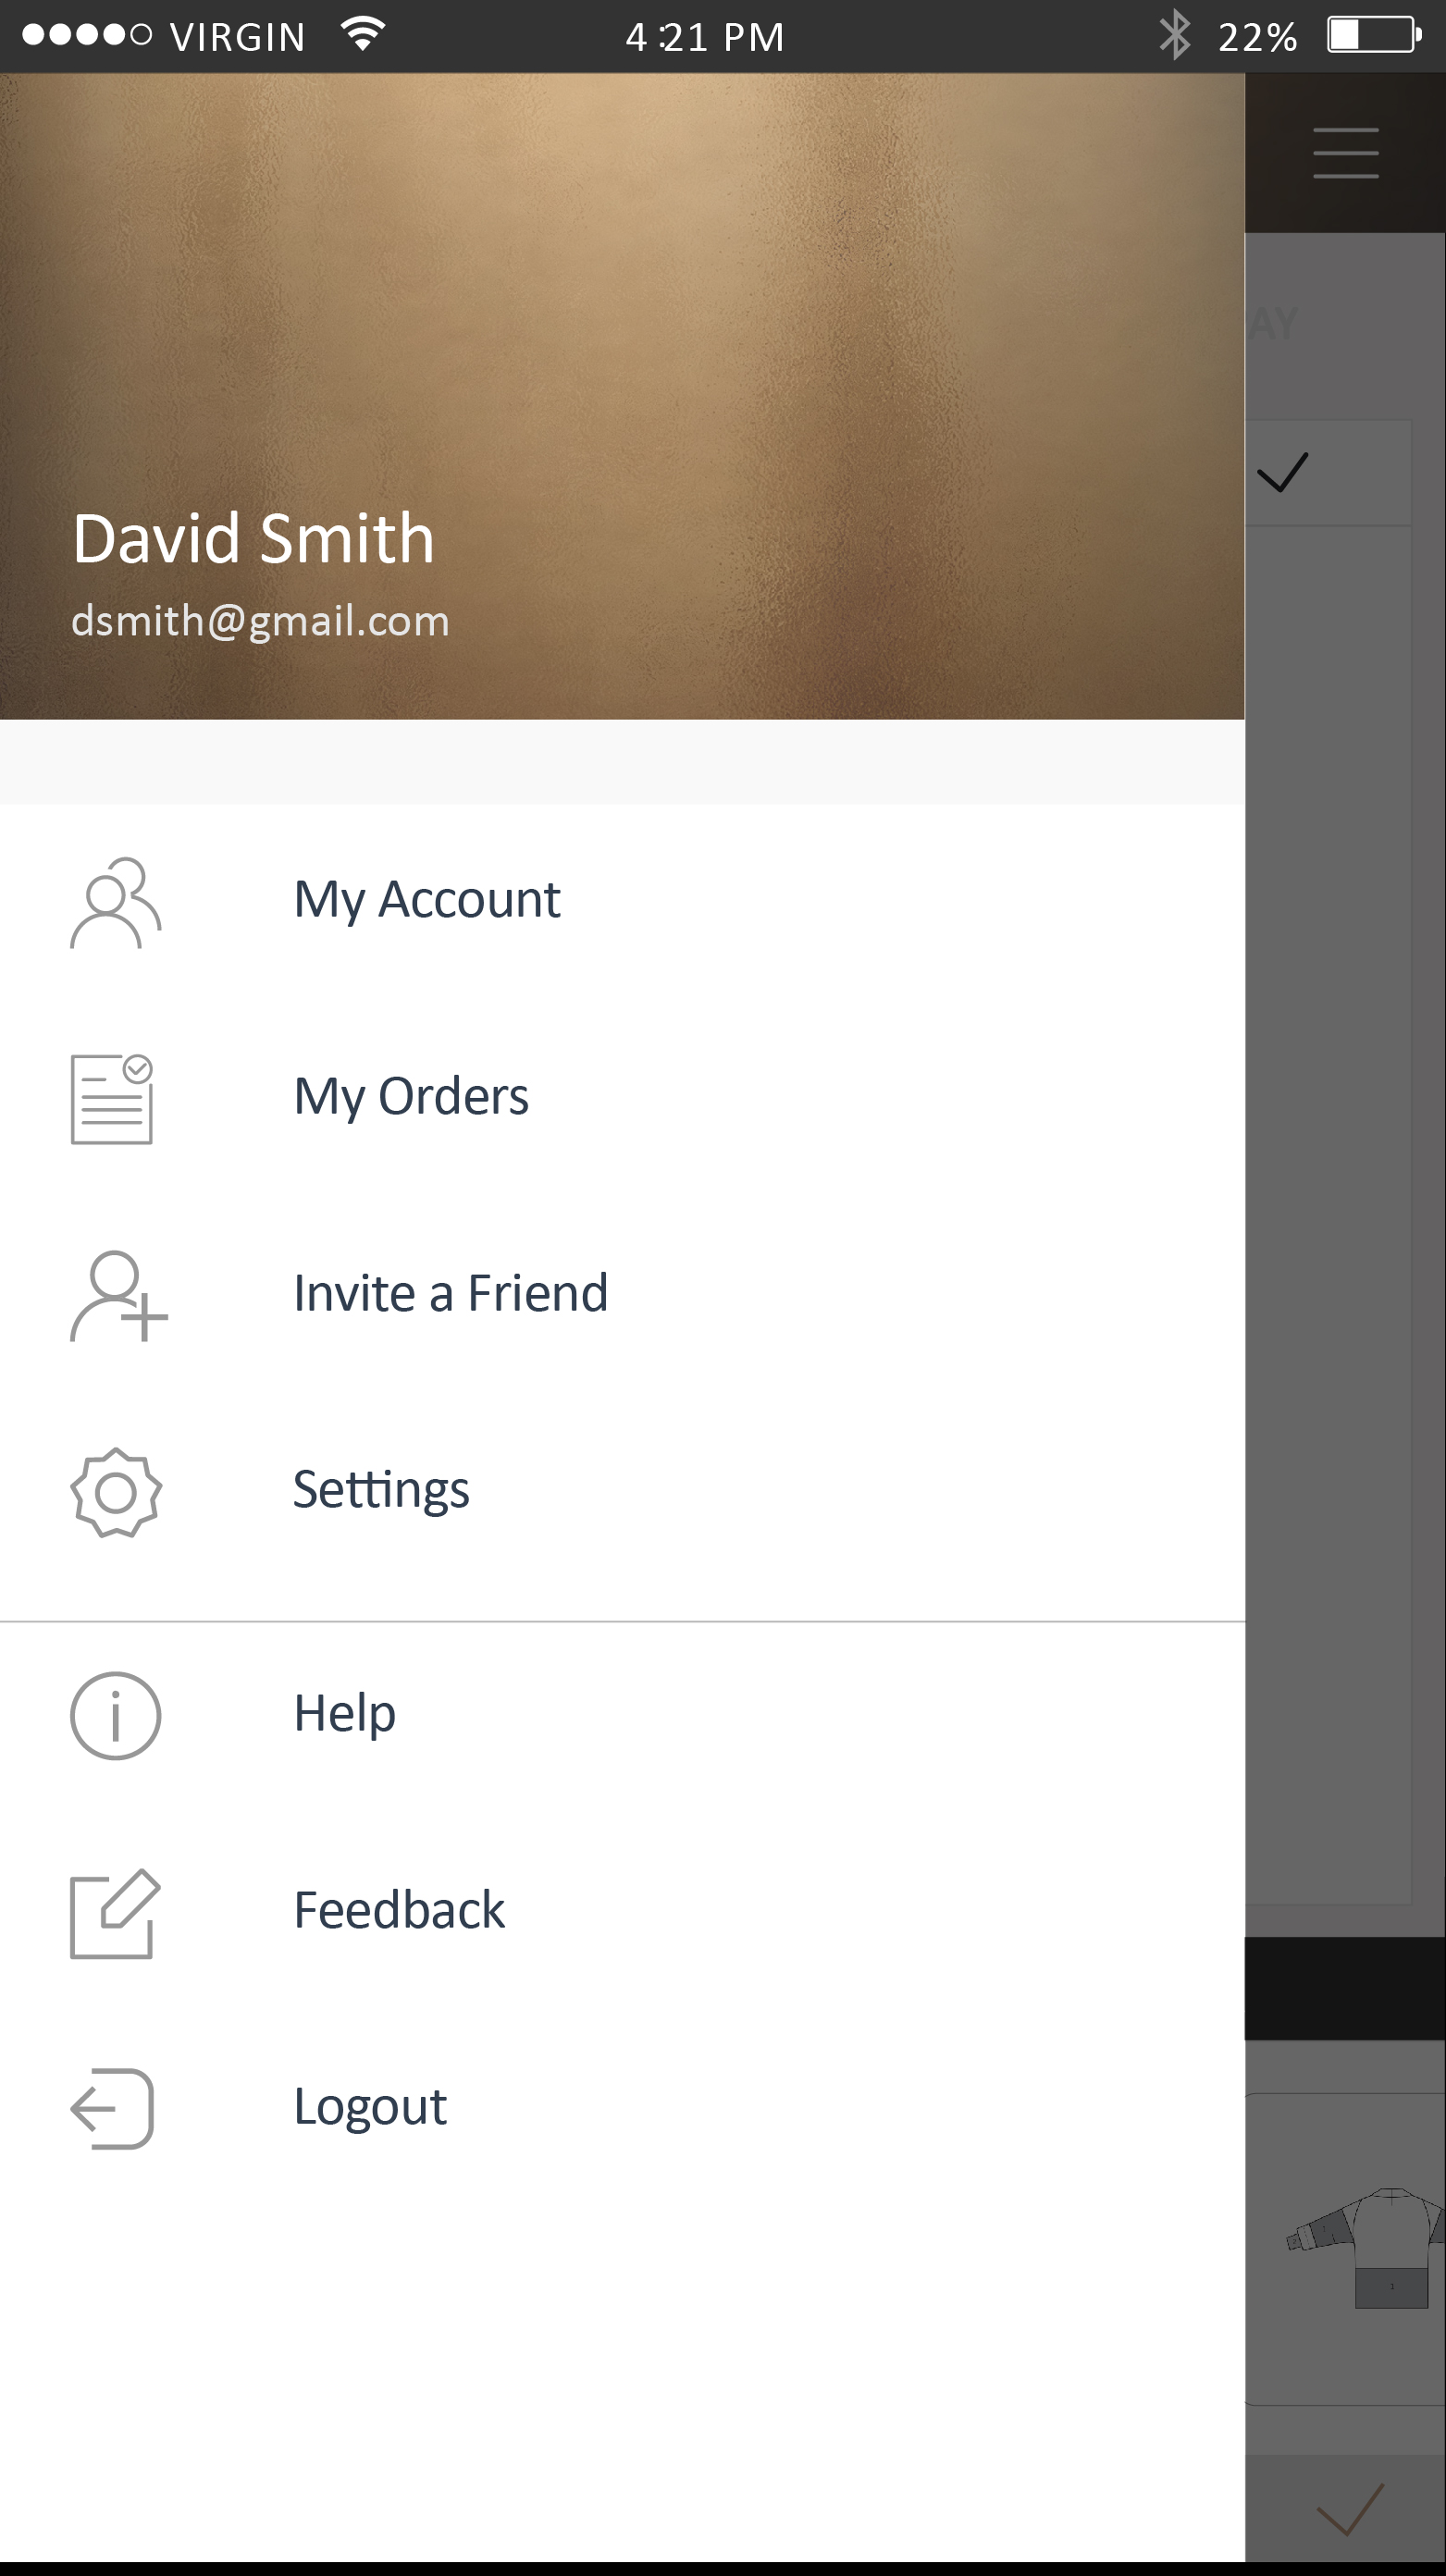 VIRGIN 4:21 PM 22%
AY
David Smith
dsmith@gmail.com
My Account
My Orders
Invite a Friend
Settings
Help
Feedback
Logout